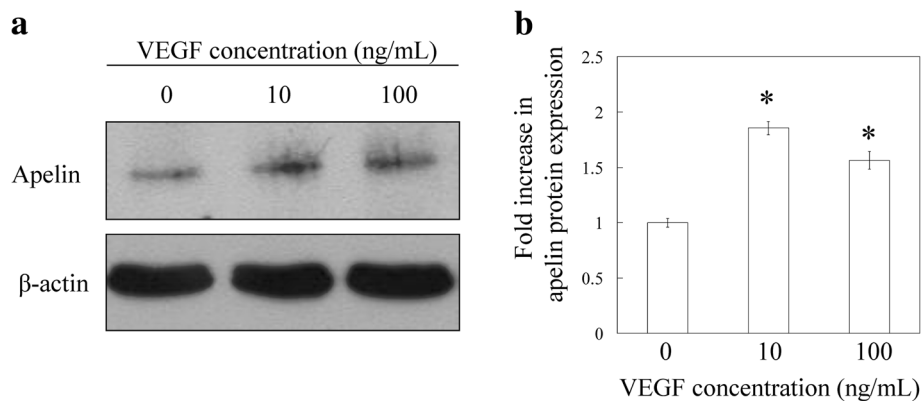 a
VEGF concentration (ng/mL)
0 10 100
Apelin
β-actin
b
Fold increase in
apelin protein expression
2.5
2
1.5
1
0.5
0
* *
0 10 100
VEGF concentration (ng/mL)